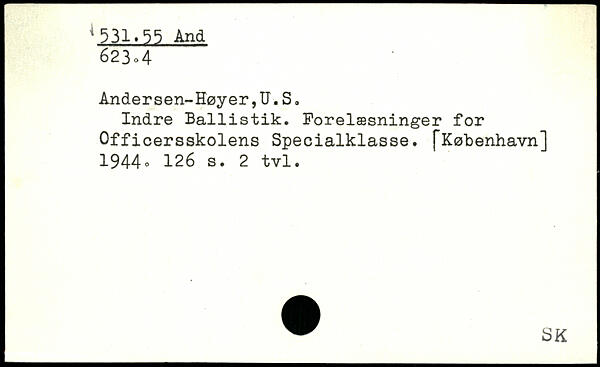 531.55 And
623.4
Andersen-Høyer,U.S.
Indre Ballistik. Forelæsninger for
Officersskolens Specialklasse. [København]
1944. 126 s. 2 tvl.
SK